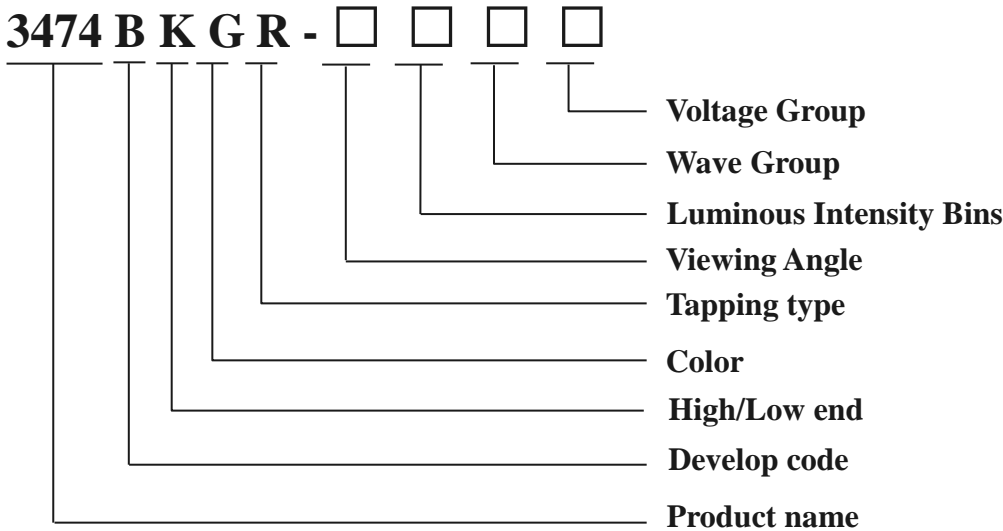 3474 B K G R - □ □ □ □
Voltage Group
Wave Group
Luminous Intensity Bins
Viewing Angle
Tapping type
Color
High/Low end
Develop code
Product name